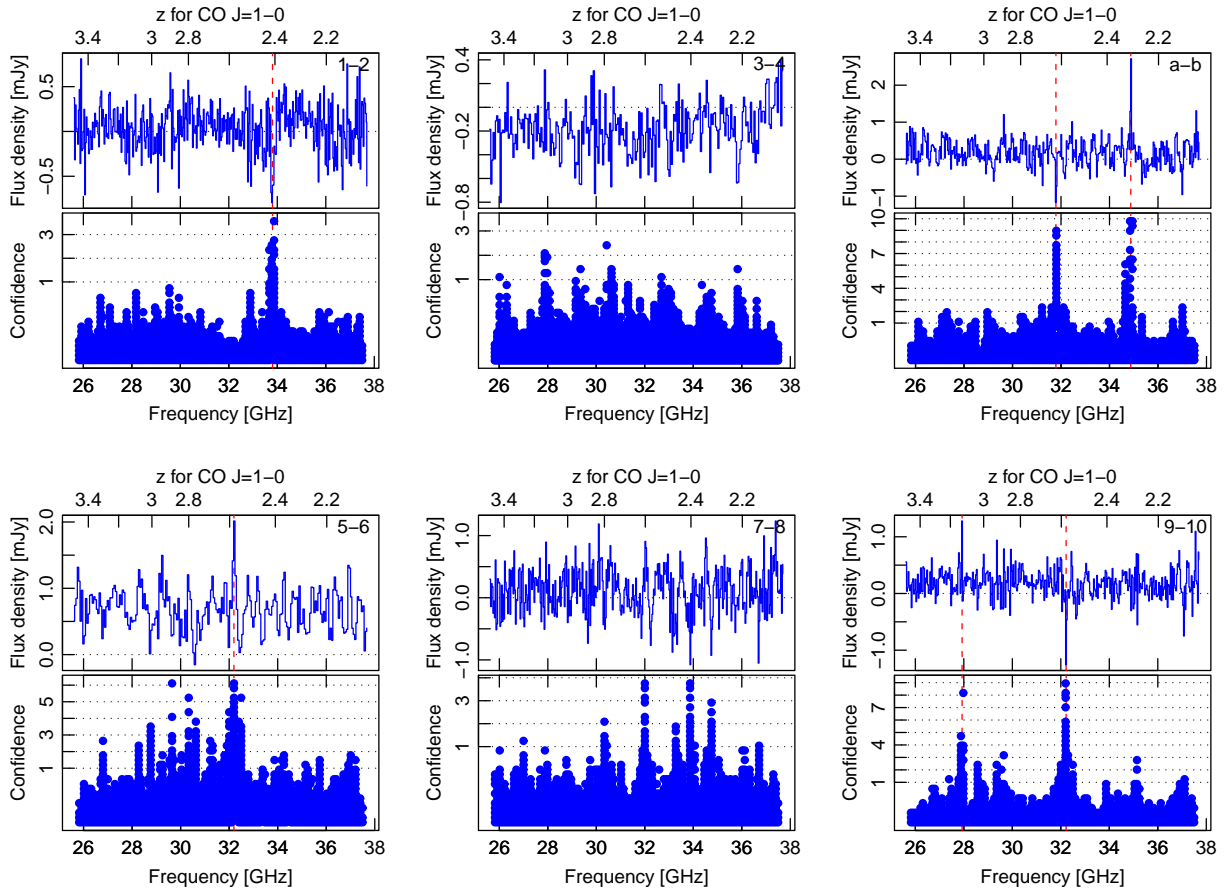 z for CO J=1−0
3.4 3 2.8 2.4 2.1
1−2
Flux density [mJy]
0.5
0.0
−0.5
Confidence
3
1
26 28 30 32 34 36 38
Frequency [GHz]
z for CO J=1−0
3.4 3 2.8 2.4 2.2
3−4
Flux density [mJy]
0.4
−0.2
−0.8
Confidence
3
1
26 28 30 32 34 36 38
Frequency [GHz]
z for CO J=1−0
3.4 3 2.8 2.6 2.2
a−b
Flux density [mJy]
2
1
0
−1
Confidence
10
7
4
1
26 28 30 32 34 36 38
Frequency [GHz]
z for CO J=1−0
3.4 3 2.8 2.4 2.2
5−6
Flux density [mJy]
2.0
1.0
0.0
Confidence
5
3
1
26 28 30 32 34 36 38
Frequency [GHz]
z for CO J=1−0
3.4 3 2.8 2.4 2.2
7−8
Flux density [mJy]
1.0
0.0
−1.0
Confidence
3
1
26 28 30 32 34 36 38
Frequency [GHz]
z for CO J=1−0
3.4 3 2.8 2.6 2.4 2.2
9−10
Flux density [mJy]
1.0
0.0
−1.0
Confidence
7
4
1
26 28 30 32 34 36 38
Frequency [GHz]